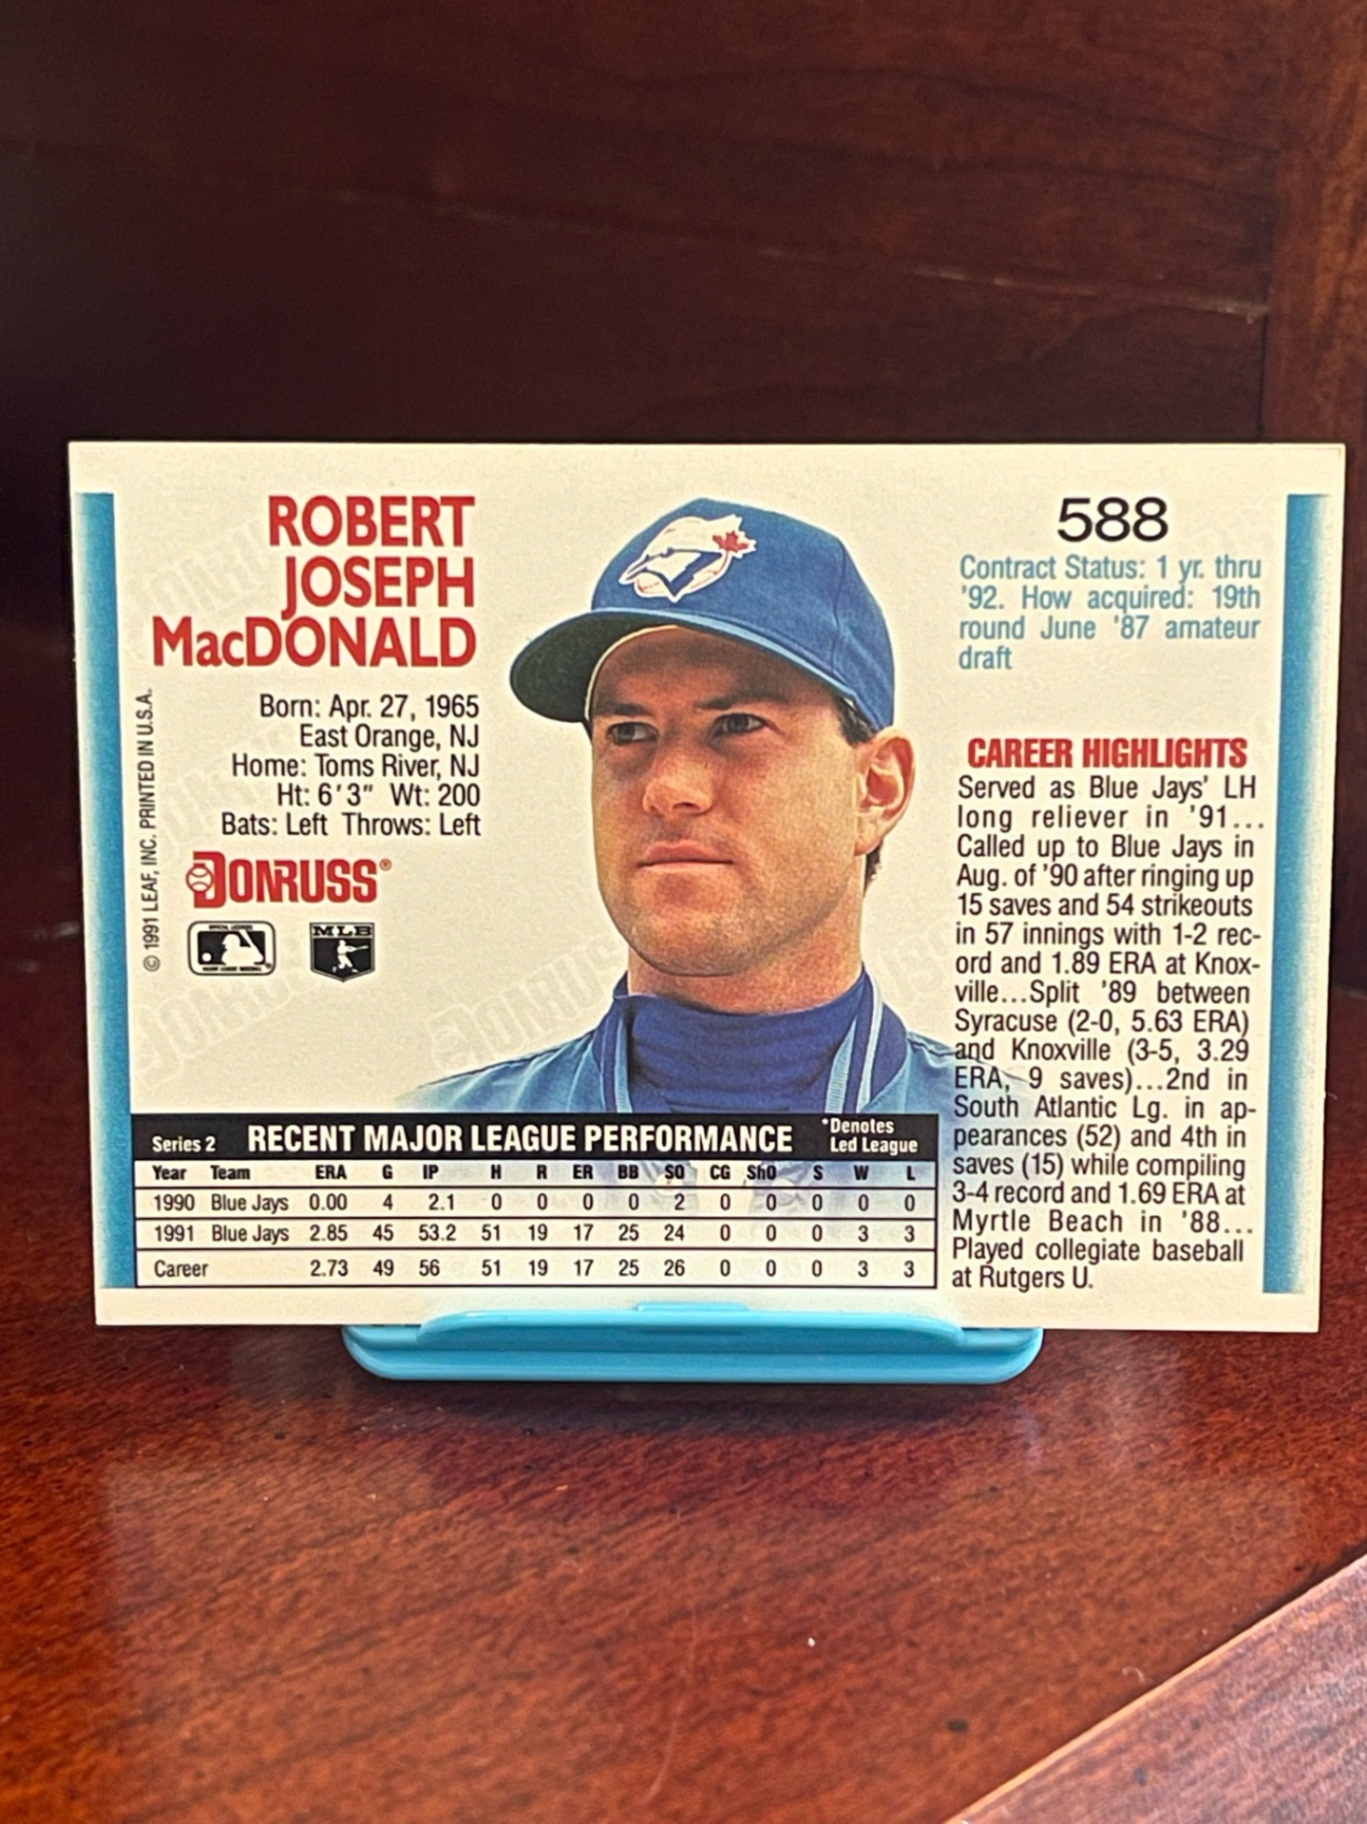 ROBERT
JOSEPH
MacDONALD
Born: Apr. 27, 1965
East Orange, NJ
Home: Toms River, NJ
Ht: 6'3" Wt: 200
Bats: Left Throws: Left
DONRUSS®
MLB
© 1991 LEAF, INC. PRINTED IN U.S.A.
588
Contract Status: 1 yr. thru
'92. How acquired: 19th
round June '87 amateur
draft
CAREER HIGHLIGHTS
Served as Blue Jays' LH
long reliever in '91...
Called up to Blue Jays in
Aug. of '90 after ringing up
15 saves and 54 strikeouts
in 57 innings with 1-2 rec-
ord and 1.89 ERA at Knox-
ville...Split '89 between
Syracuse (2-0, 5.63 ERA)
and Knoxville (3-5, 3.29
ERA, 9 saves)...2nd in
South Atlantic Lg. in ap-
pearances (52) and 4th in
saves (15) while compiling
3-4 record and 1.69 ERA at
Myrtle Beach in '88...
Played collegiate baseball
at Rutgers U.
Series 2 RECENT MAJOR LEAGUE PERFORMANCE *Denotes
Led League
Year Team ERA G IP H R ER BB SO CG ShO S W L
1990 Blue Jays 0.00 4 2.1 0 0 0 0 2 0 0 0 0 0
1991 Blue Jays 2.85 45 53.2 51 19 17 25 24 0 0 0 3 3
Career 2.73 49 56 51 19 17 25 26 0 0 0 3 3